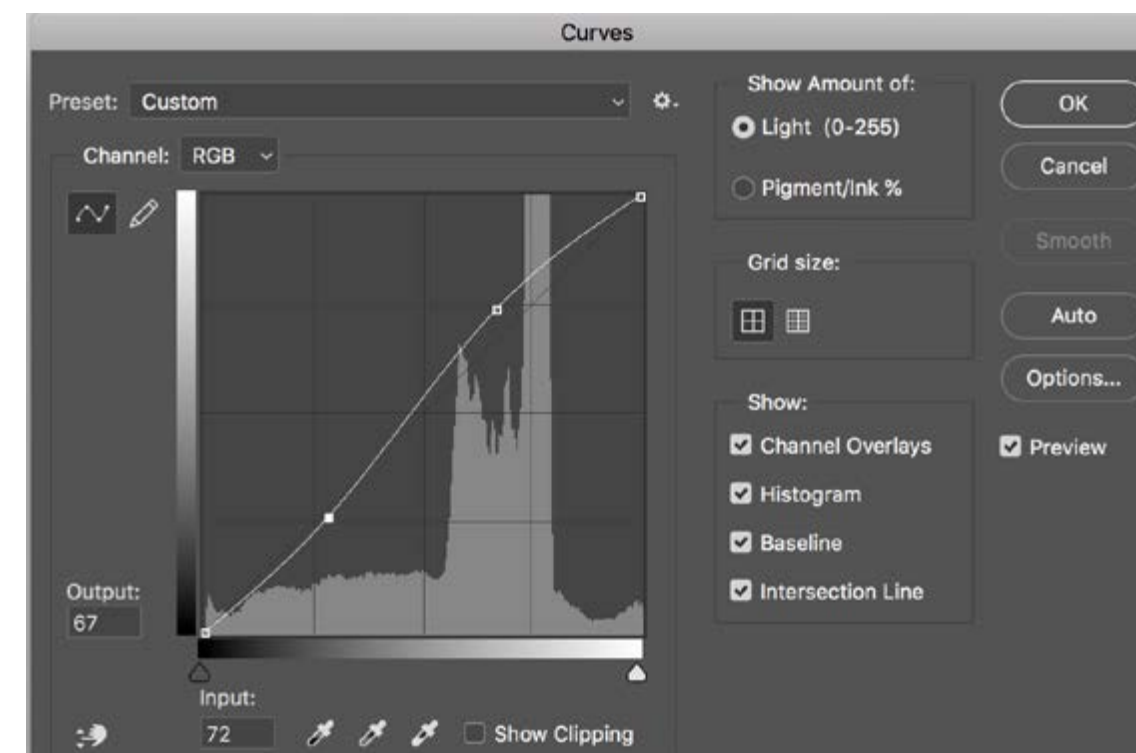 Curves
Preset: Custom
Channel: RGB
Output:
67
Input:
72
Show Clipping
Show Amount of:
Light (0-255)
Pigment/Ink %
Grid size:
Show:
Channel Overlays
Histogram
Baseline
Intersection Line
OK
Cancel
Smooth
Auto
Options...
Preview